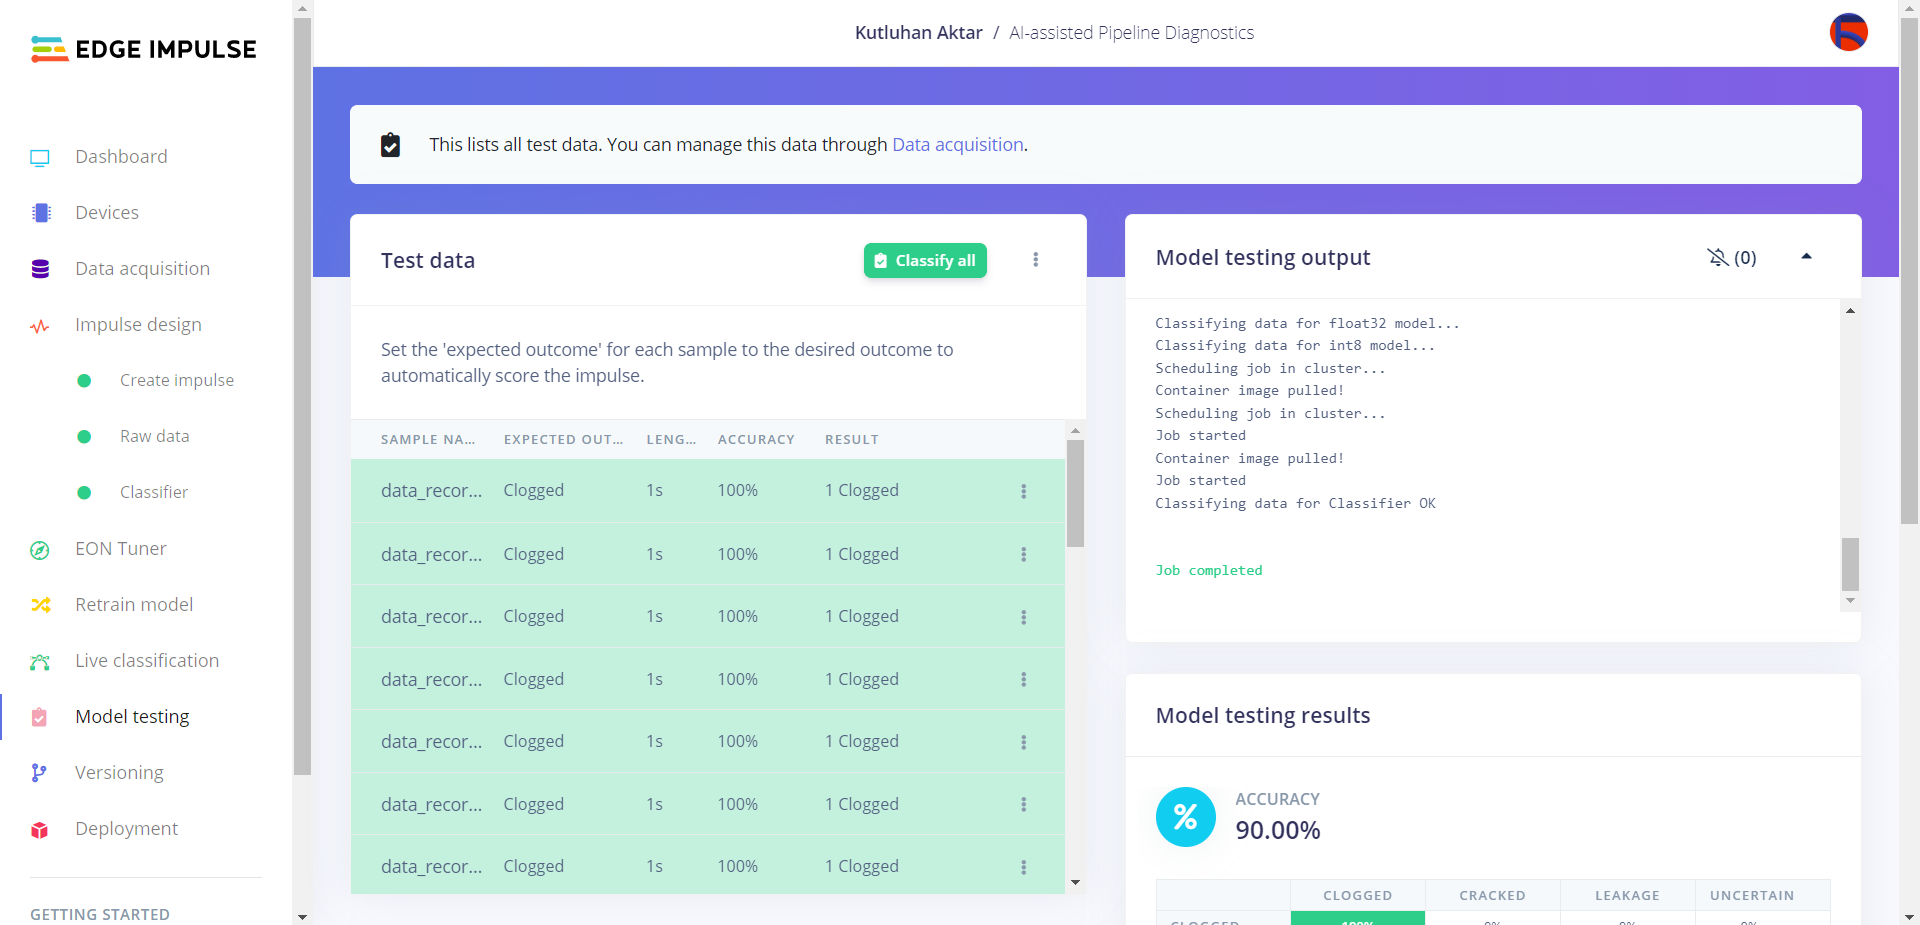 EDGE IMPULSE
Kutluhan Aktar / AI-assisted Pipeline Diagnostics
Dashboard
Devices
Data acquisition
Impulse design
Create impulse
Raw data
Classifier
EON Tuner
Retrain model
Live classification
Model testing
Versioning
Deployment
GETTING STARTED
This lists all test data. You can manage this data through Data acquisition.
Test data
Classify all
Set the 'expected outcome' for each sample to the desired outcome to
automatically score the impulse.
SAMPLE NA... EXPECTED OUT... LENG... ACCURACY RESULT
data_recor... Clogged 1s 100% 1 Clogged
data_recor... Clogged 1s 100% 1 Clogged
data_recor... Clogged 1s 100% 1 Clogged
data_recor... Clogged 1s 100% 1 Clogged
data_recor... Clogged 1s 100% 1 Clogged
data_recor... Clogged 1s 100% 1 Clogged
data_recor... Clogged 1s 100% 1 Clogged
Model testing output
(0)
Classifying data for float32 model...
Classifying data for int8 model...
Scheduling job in cluster...
Container image pulled!
Scheduling job in cluster...
Job started
Container image pulled!
Job started
Classifying data for Classifier OK
Job completed
Model testing results
%
ACCURACY
90.00%
CLOGGED CRACKED LEAKAGE UNCERTAIN
CLOGGED 100% 0% 0% 0%